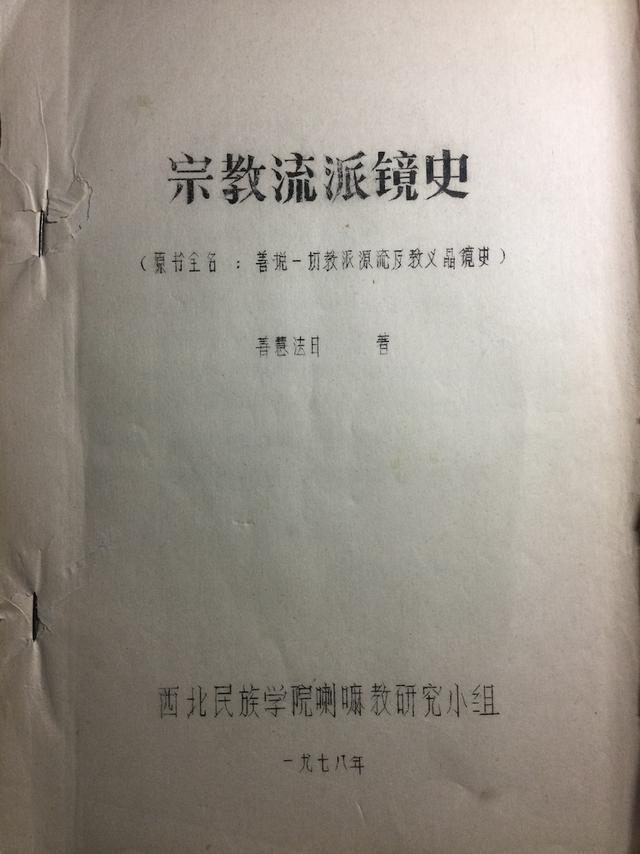 宗教流派镜史
（原书全名：善说一切教派源流及教义晶镜史）
善慧法日 著
西北民族学院喇嘛教研究小组
一九七八年